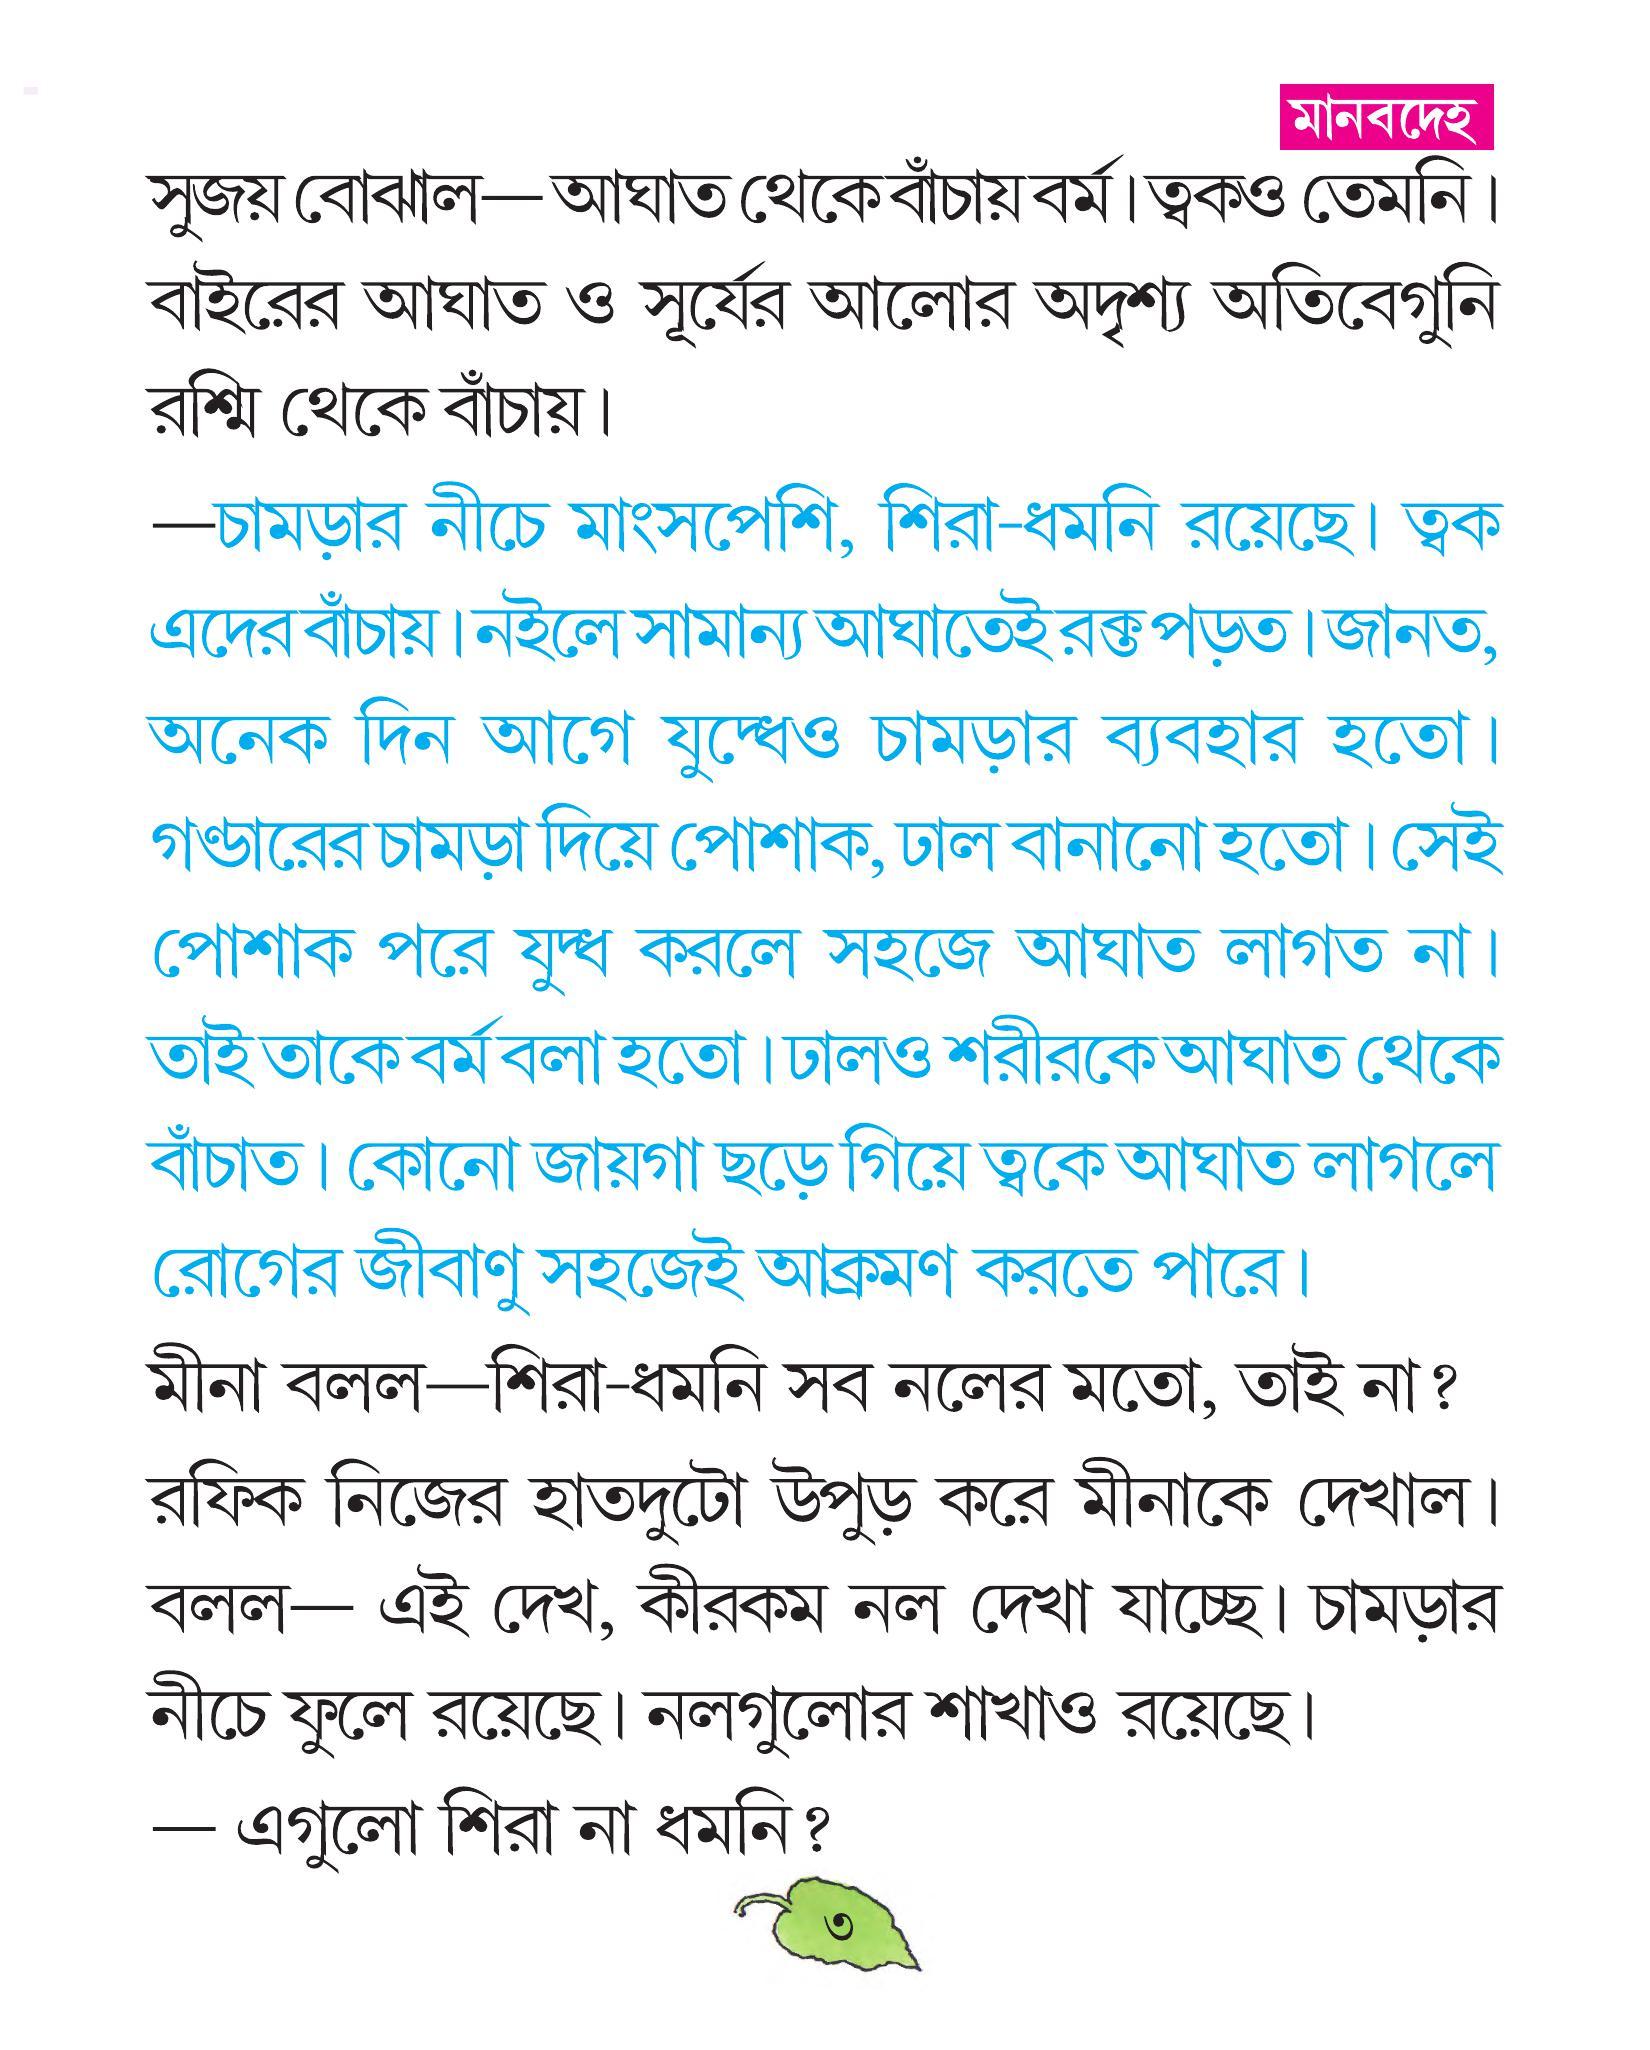 মানবদেহ
সুজয় বোঝাল— আঘাত থেকে বাঁচায় বর্ম। ত্বকও তেমনি।
বাইরের আঘাত ও সূর্যের আলোর অদৃশ্য অতিবেগুনি
রশ্মি থেকে বাঁচায়।
—চামড়ার নীচে মাংসপেশি, শিরা-ধমনি রয়েছে। ত্বক
এদের বাঁচায়। নইলে সামান্য আঘাতেই রক্ত পড়ত। জানত,
অনেক দিন আগে যুদ্ধেও চামড়ার ব্যবহার হতো।
গণ্ডারের চামড়া দিয়ে পোশাক, ঢাল বানানো হতো। সেই
পোশাক পরে যুদ্ধ করলে সহজে আঘাত লাগত না।
তাই তাকে বর্ম বলা হতো। ঢালও শরীরকে আঘাত থেকে
বাঁচাত। কোনো জায়গা ছড়ে গিয়ে ত্বকে আঘাত লাগলে
রোগের জীবাণু সহজেই আক্রমণ করতে পারে।
মীনা বলল—শিরা-ধমনি সব নলের মতো, তাই না?
রফিক নিজের হাতদুটো উপুড় করে মীনাকে দেখাল।
বলল— এই দেখ, কীরকম নল দেখা যাচ্ছে। চামড়ার
নীচে ফুলে রয়েছে। নলগুলোর শাখাও রয়েছে।
— এগুলো শিরা না ধমনি?
৩